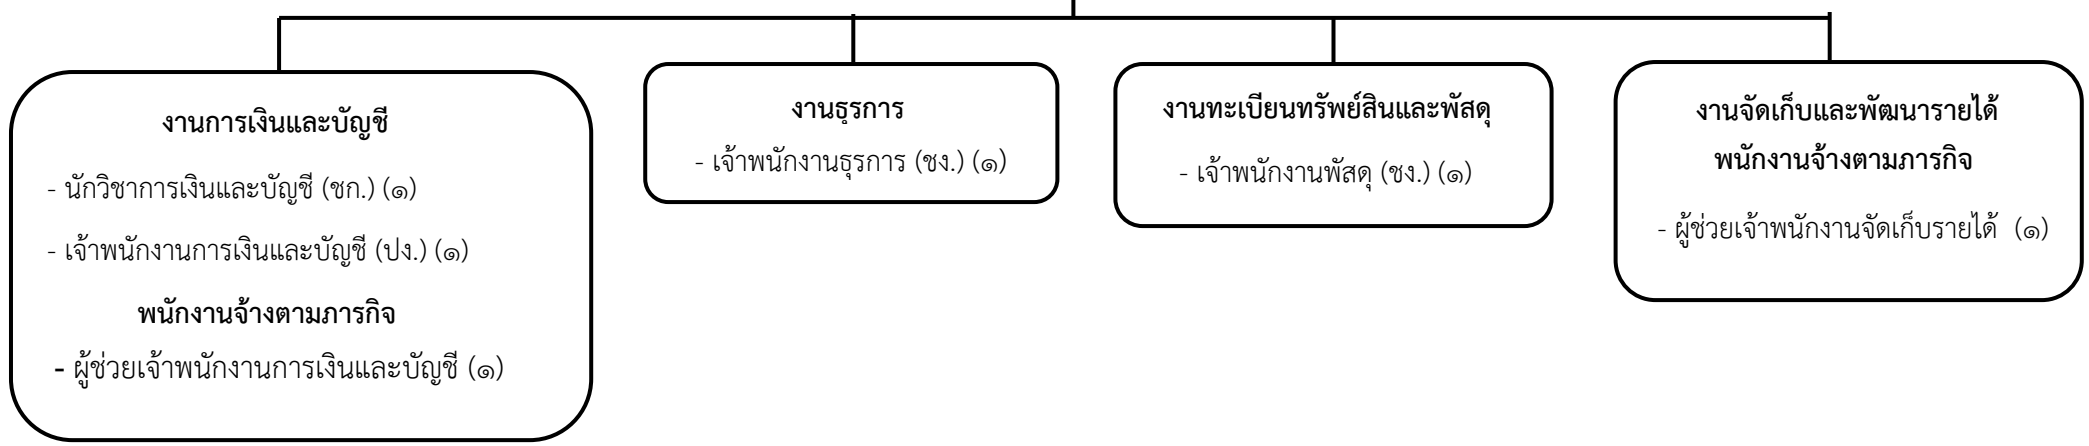 งานการเงินและบัญชี
- นักวิชาการเงินและบัญชี (ชก.) (๑)
- เจ้าพนักงานการเงินและบัญชี (ปง.) (๑)
พนักงานจ้างตามภารกิจ
- ผู้ช่วยเจ้าพนักงานการเงินและบัญชี (๑)
งานธุรการ
- เจ้าพนักงานธุรการ (ชง.) (๑)
งานทะเบียนทรัพย์สินและพัสดุ
- เจ้าพนักงานพัสดุ (ชง.) (๑)
งานจัดเก็บและพัฒนารายได้
พนักงานจ้างตามภารกิจ
- ผู้ช่วยเจ้าพนักงานจัดเก็บรายได้ (๑)